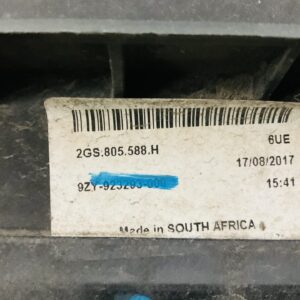 2GS.805.588.H
6UE
17/08/2017
15:41
Made in SOUTH AFRICA